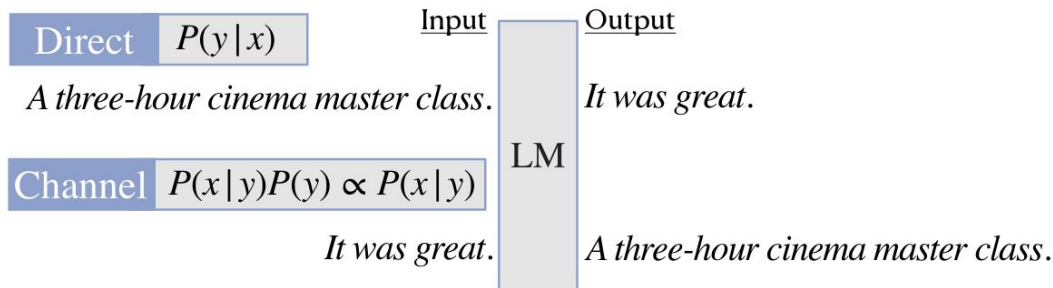 Input Output
Direct P(y|x)
A three-hour cinema master class. It was great.
LM
Channel P(x|y)P(y) ∝ P(x|y)
It was great. A three-hour cinema master class.